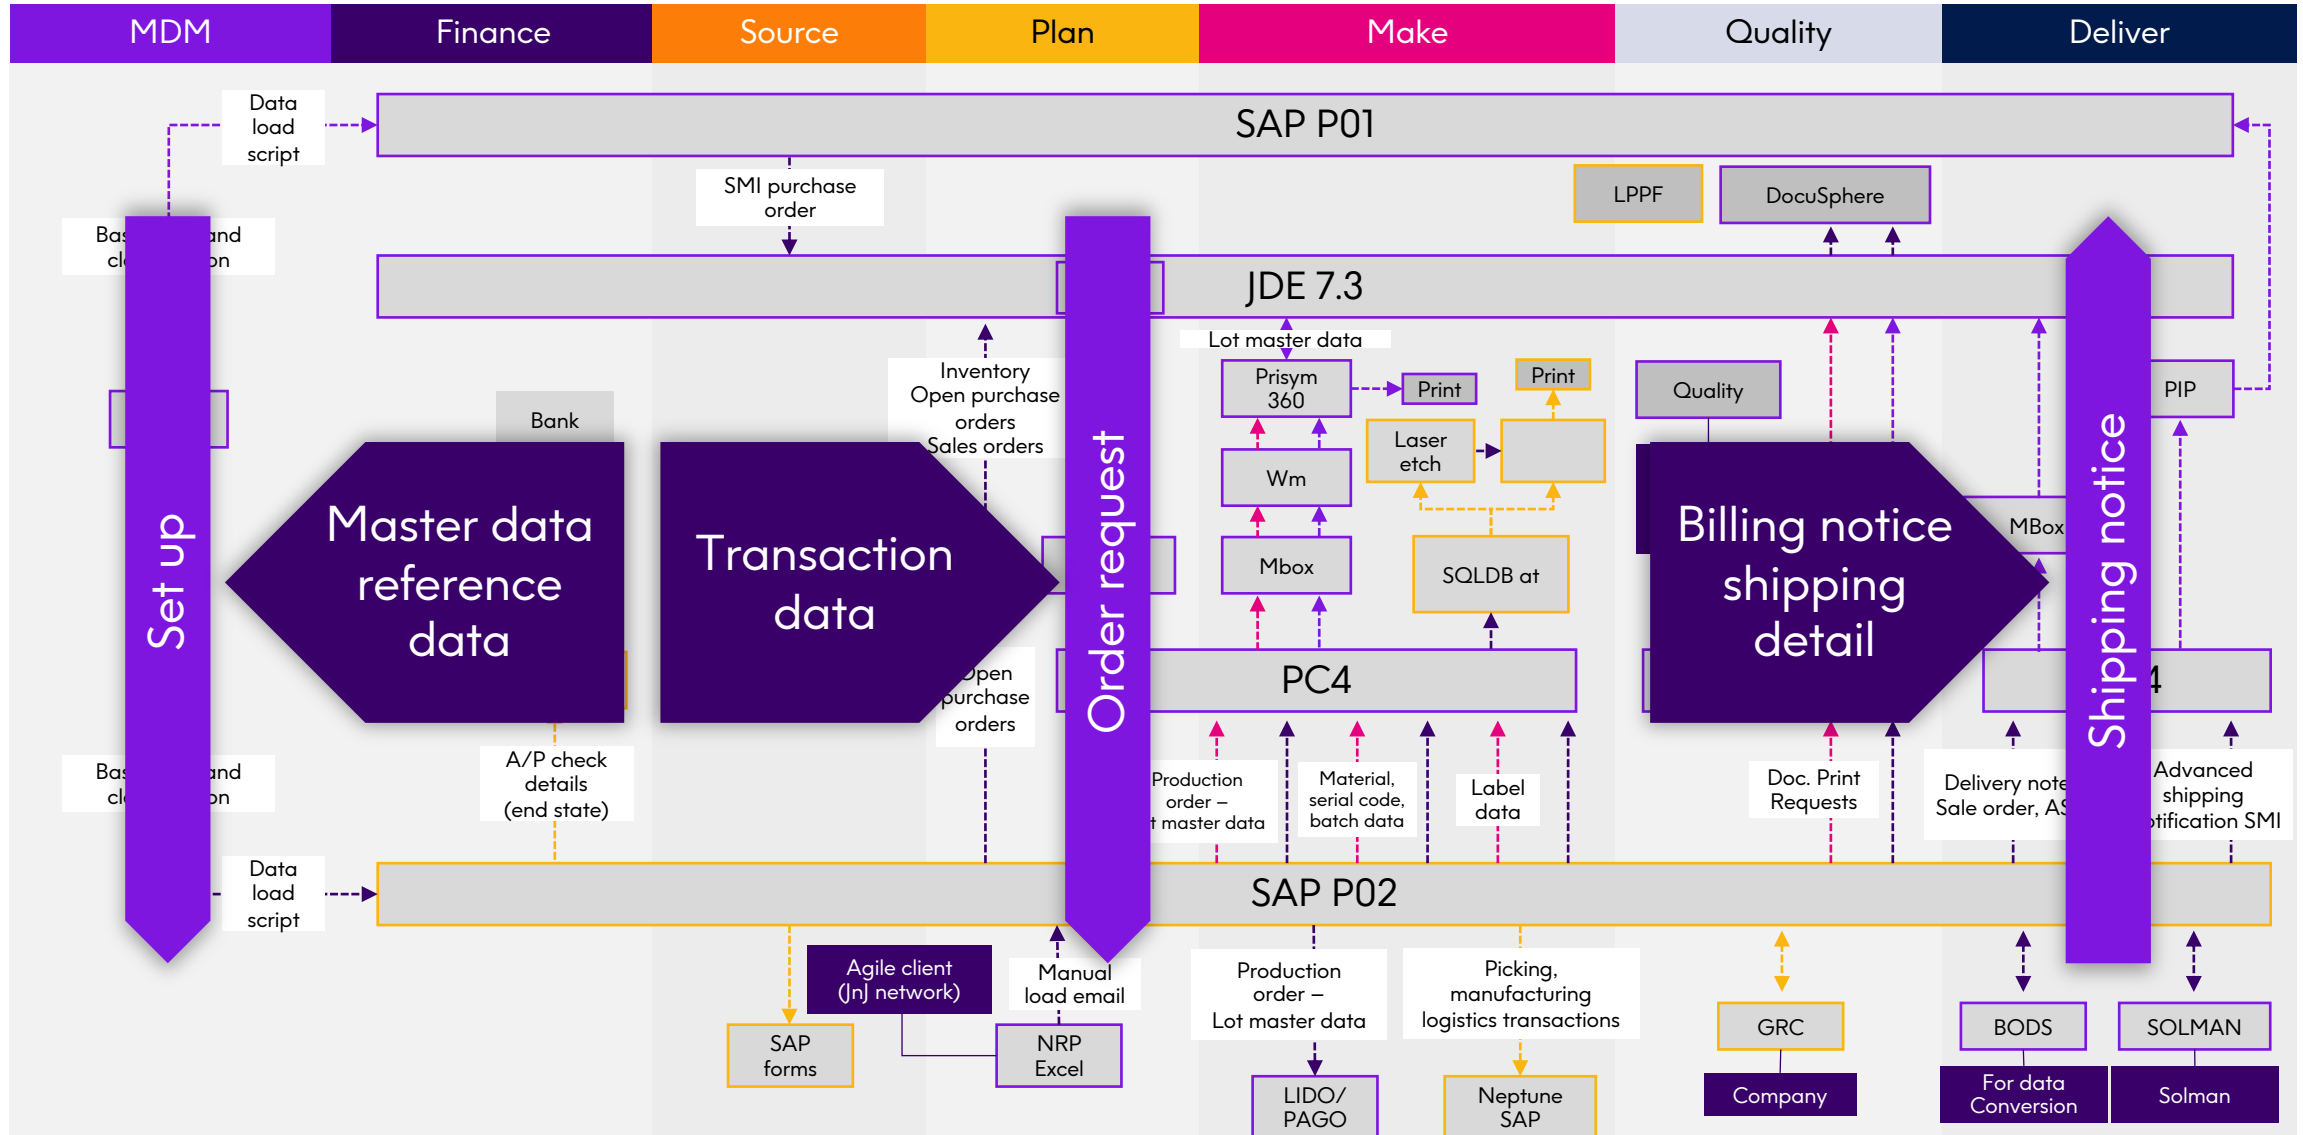 MDM
Finance
Source
Plan
Make
Quality
Deliver
Data
load
script
SAP P01
SMI purchase
order
LPPF
DocuSphere
and
on
JDE 7.3
Lot master data
Inventory
Open purchase
orders
Sales orders
Prisym
360
Print
Print
Quality
PIP
Bank
Laser
etch
Wm
Set up
Master data
reference
data
Transaction
data
Order request
Mbox
SQLDB at
Billing notice
shipping
detail
MBox
Shipping notice
Open
purchase
orders
PC4
4
and
on
A/P check
details
(end state)
Production
order –
master data
Material,
serial code,
batch data
Label
data
Doc. Print
Requests
Delivery note
Sale order,
Advanced
shipping
SMI
Data
load
script
SAP P02
Agile client
(JnJ network)
Manual
load email
Production
order –
Lot master data
Picking,
manufacturing
logistics transactions
SAP
forms
NRP
Excel
LIDO/
PAGO
Neptune
SAP
GRC
Company
BODS
For data
Conversion
SOLMAN
Solman